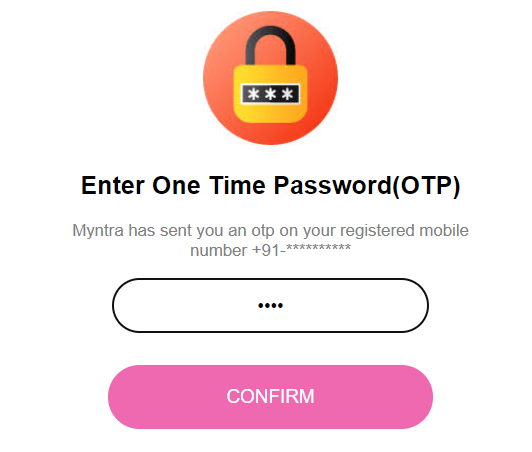 ***
Enter One Time Password(OTP)
Myntra has sent you an otp on your registered mobile
number +91-**********
••••
CONFIRM